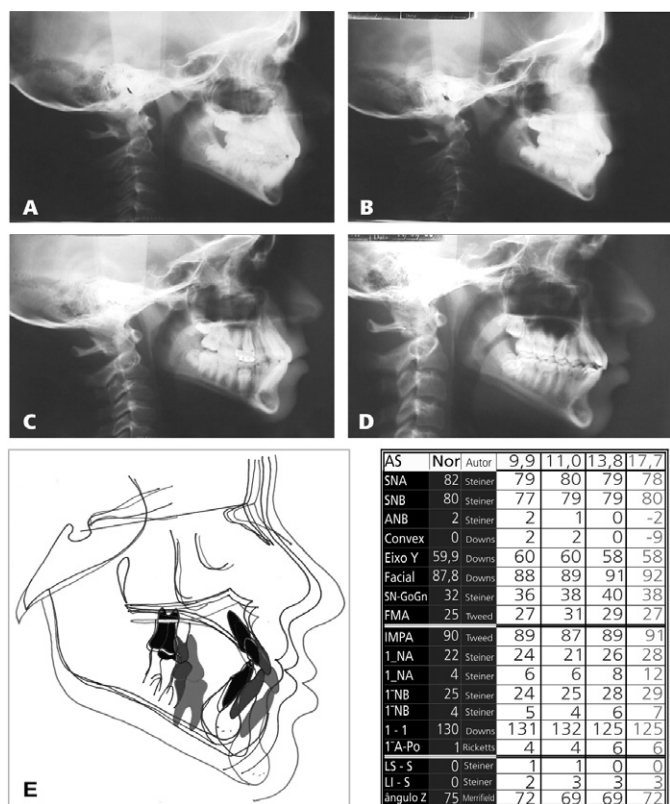 A
B
C
D
E
AS Nor Autor 9,9 11,0 13,8 17,7
SNA 82 Steiner 79 80 79 78
SNB 80 Steiner 77 79 79 80
ANB 2 Steiner 2 1 0 -2
Convex 0 Downs 2 2 0 -9
Eixo Y 59,9 Downs 60 60 58 58
Facial 87,8 Downs 88 89 91 92
SN-GoGn 32 Steiner 36 38 40 38
FMA 25 Tweed 27 31 29 27
IMPA 90 Tweed 89 87 89 91
1_NA 22 Steiner 24 21 26 28
1_NA 4 Steiner 6 6 8 12
1¯NB 25 Steiner 24 25 28 29
1¯NB 4 Steiner 5 4 6 7
1 - 1 130 Downs 131 132 125 125
1¯A-Po 1 Ricketts 4 4 6 6
LS - S 0 Steiner 1 1 0 0
LI - S 0 Steiner 2 3 3 3
ângulo Z 75 Merrifield 72 69 69 72